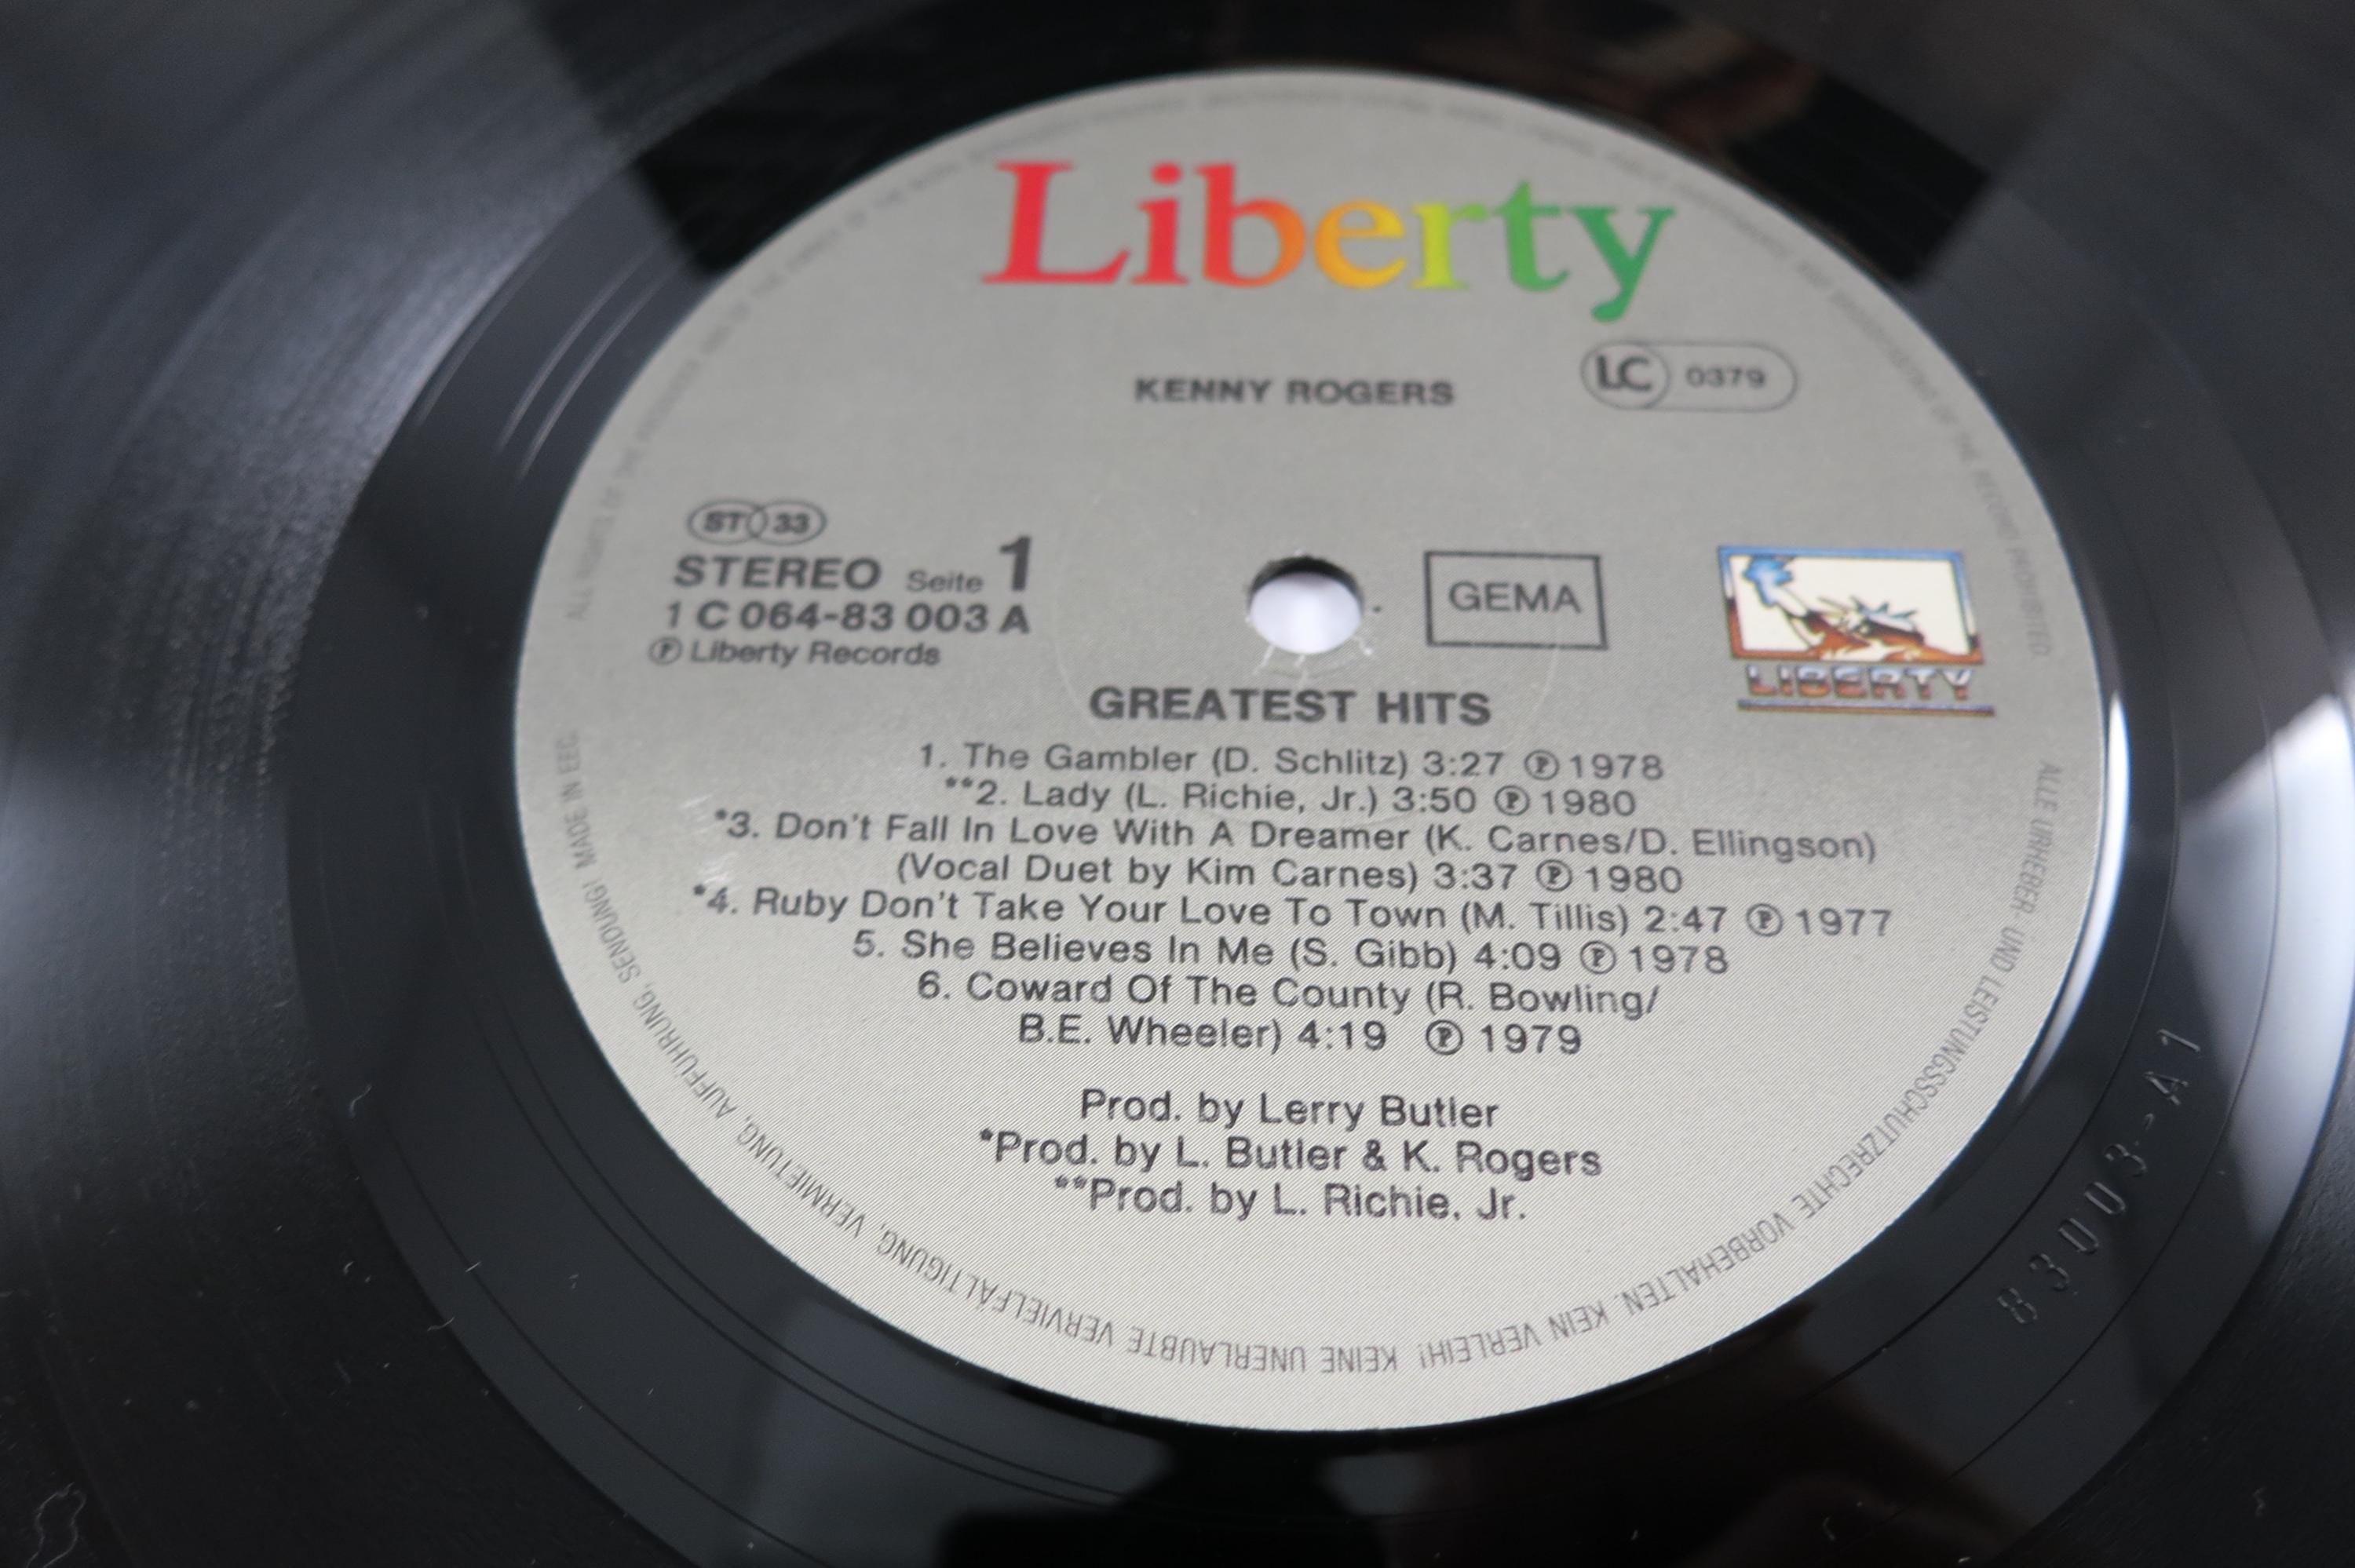 Liberty
KENNY ROGERS
LC 0379
ST 33
STEREO Seite 1
1 C 064-83 003 A
Ⓟ Liberty Records
GEMA
LIBERTY
GREATEST HITS
1. The Gambler (D. Schlitz) 3:27 Ⓟ 1978
**2. Lady (L. Richie, Jr.) 3:50 Ⓟ 1980
*3. Don't Fall In Love With A Dreamer (K. Carnes/D. Ellingson)
(Vocal Duet by Kim Carnes) 3:37 Ⓟ 1980
*4. Ruby Don't Take Your Love To Town (M. Tillis) 2:47 Ⓟ 1977
5. She Believes In Me (S. Gibb) 4:09 Ⓟ 1978
6. Coward Of The County (R. Bowling/
B.E. Wheeler) 4:19 Ⓟ 1979
Prod. by Lerry Butler
*Prod. by L. Butler & K. Rogers
**Prod. by L. Richie, Jr.
ALLE URHEBER- UND LEISTUNGSSCHUTZRECHTE VORBEHALTEN. KEIN VERLEIH! KEINE UNERLAUBTE VERVIELFÄLTIGUNG, VERMIETUNG, AUFFÜHRUNG, SENDUNG! MADE IN EEC.
ALL RIGHTS OF THE
83003-A1